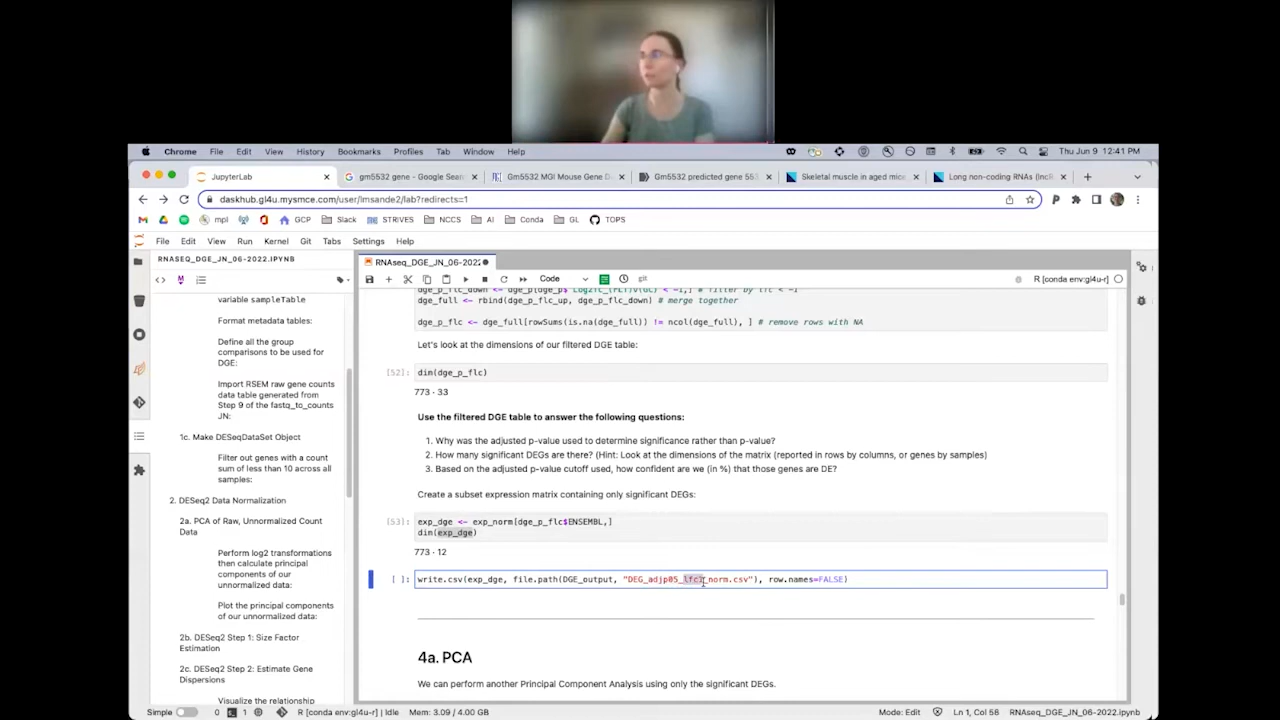 Chrome File Edit View History Bookmarks Profiles Tab Window Help Thu Jun 9 12:41 PM
JupyterLab gm5532 gene - Google Sear Gm5532 MGI Mouse Gene D Gm5532 predicted gene 553 Skeletal muscle in aged mice Long non-coding RNAs (lncR
daskhub.gl4u.mysmce.com/user/lmsande2/lab?redirects=1
mpl GCP Slack STRIVES NCCS AI Conda GL TOPS
File Edit View Run Kernel Git Tabs Settings Help
RNASEQ_DGE_JN_06-2022.IPYNB
RNAseq_DGE_JN_06-2022
Code
R [conda env:gl4u-r]
variable sampleTable
Format metadata tables:
Define all the group
comparisons to be used for
DGE:
Import RSEM raw gene counts
data table generated from
Step 9 of the fastq_to_counts
JN:
1c. Make DESeqDataSet Object
Filter out genes with a count
sum of less than 10 across all
samples:
2. DESeq2 Data Normalization
2a. PCA of Raw, Unnormalized Count
Data
Perform log2 transformations
then calculate principal
components of our
unnormalized data:
Plot the principal components
of our unnormalized data:
2b. DESeq2 Step 1: Size Factor
Estimation
2c. DESeq2 Step 2: Estimate Gene
Dispersions
Visualize the relationship
dge_full <- rbind(dge_p_flc_up, dge_p_flc_down) # merge together
dge_p_flc <- dge_full[rowSums(is.na(dge_full)) != ncol(dge_full), ] # remove rows with NA
Let's look at the dimensions of our filtered DGE table:
[52]: dim(dge_p_flc)
773 · 33
Use the filtered DGE table to answer the following questions:
1. Why was the adjusted p-value used to determine significance rather than p-value?
2. How many significant DEGs are there? (Hint: Look at the dimensions of the matrix (reported in rows by columns, or genes by samples)
3. Based on the adjusted p-value cutoff used, how confident are we (in %) that those genes are DE?
Create a subset expression matrix containing only significant DEGs:
[53]: exp_dge <- exp_norm[dge_p_flc$ENSEMBL,]
dim(exp_dge)
773 · 12
[ ]: write.csv(exp_dge, file.path(DGE_output, "DEG_adjp05_lfc1_norm.csv"), row.names=FALSE)
4a. PCA
We can perform another Principal Component Analysis using only the significant DEGs.
Simple 0 1 R [conda env:gl4u-r] | Idle Mem: 3.09 / 4.00 GB Mode: Edit Ln 1, Col 58 RNAseq_DGE_JN_06-2022.ipynb